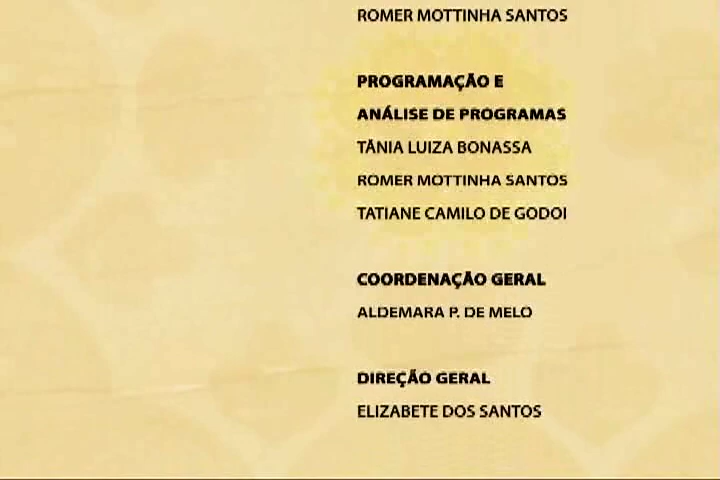 ROMER MOTTINHA SANTOS
PROGRAMAÇÃO E
ANÁLISE DE PROGRAMAS
TÂNIA LUIZA BONASSA
ROMER MOTTINHA SANTOS
TATIANE CAMILO DE GODOI
COORDENAÇÃO GERAL
ALDEMARA P. DE MELO
DIREÇÃO GERAL
ELIZABETE DOS SANTOS